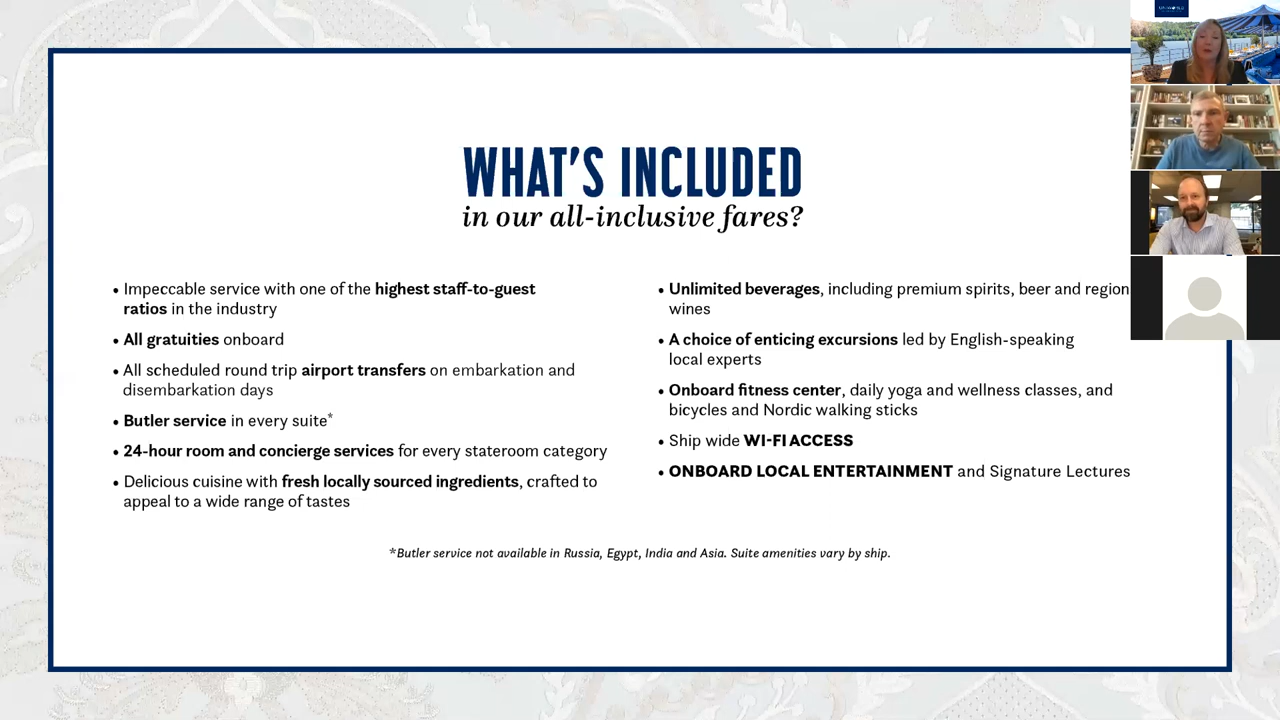 WHAT'S INCLUDED
in our all-inclusive fares?
• Impeccable service with one of the highest staff-to-guest
ratios in the industry
• All gratuities onboard
• All scheduled round trip airport transfers on embarkation and
disembarkation days
• Butler service in every suite*
• 24-hour room and concierge services for every stateroom category
• Delicious cuisine with fresh locally sourced ingredients, crafted to
appeal to a wide range of tastes
• Unlimited beverages, including premium spirits, beer and region
wines
• A choice of enticing excursions led by English-speaking
local experts
• Onboard fitness center, daily yoga and wellness classes, and
bicycles and Nordic walking sticks
• Ship wide WI-FI ACCESS
• ONBOARD LOCAL ENTERTAINMENT and Signature Lectures
*Butler service not available in Russia, Egypt, India and Asia. Suite amenities vary by ship.